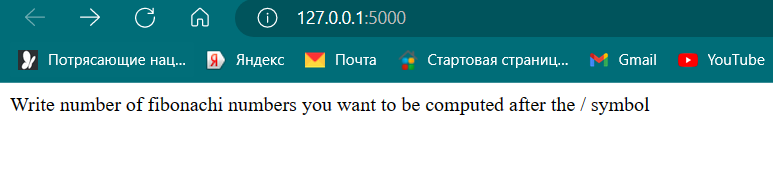 127.0.0.1:5000
Потрясающие нац... Яндекс Почта Стартовая страниц... Gmail YouTube
Write number of fibonachi numbers you want to be computed after the / symbol